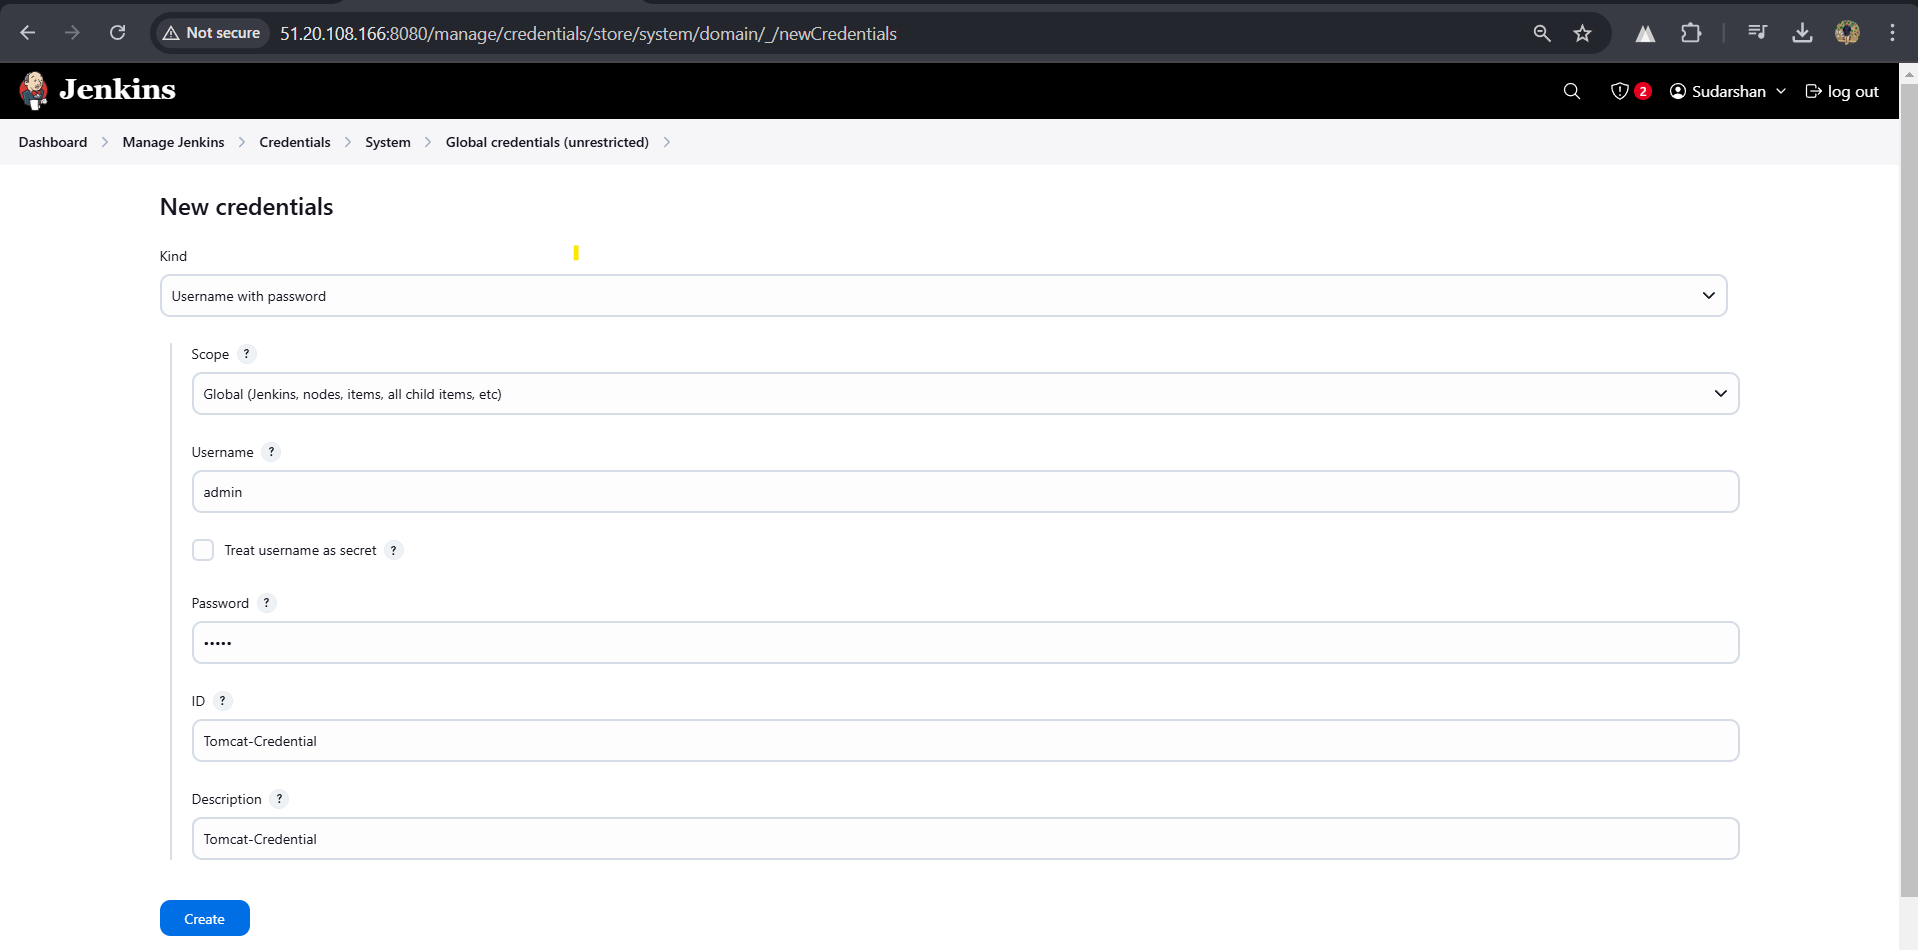 Not secure 51.20.108.166:8080/manage/credentials/store/system/domain/_/newCredentials
Jenkins 2 Sudarshan log out
Dashboard > Manage Jenkins > Credentials > System > Global credentials (unrestricted) >
New credentials
Kind
Username with password
Scope ?
Global (Jenkins, nodes, items, all child items, etc)
Username ?
admin
Treat username as secret ?
Password ?
•••••
ID ?
Tomcat-Credential
Description ?
Tomcat-Credential
Create